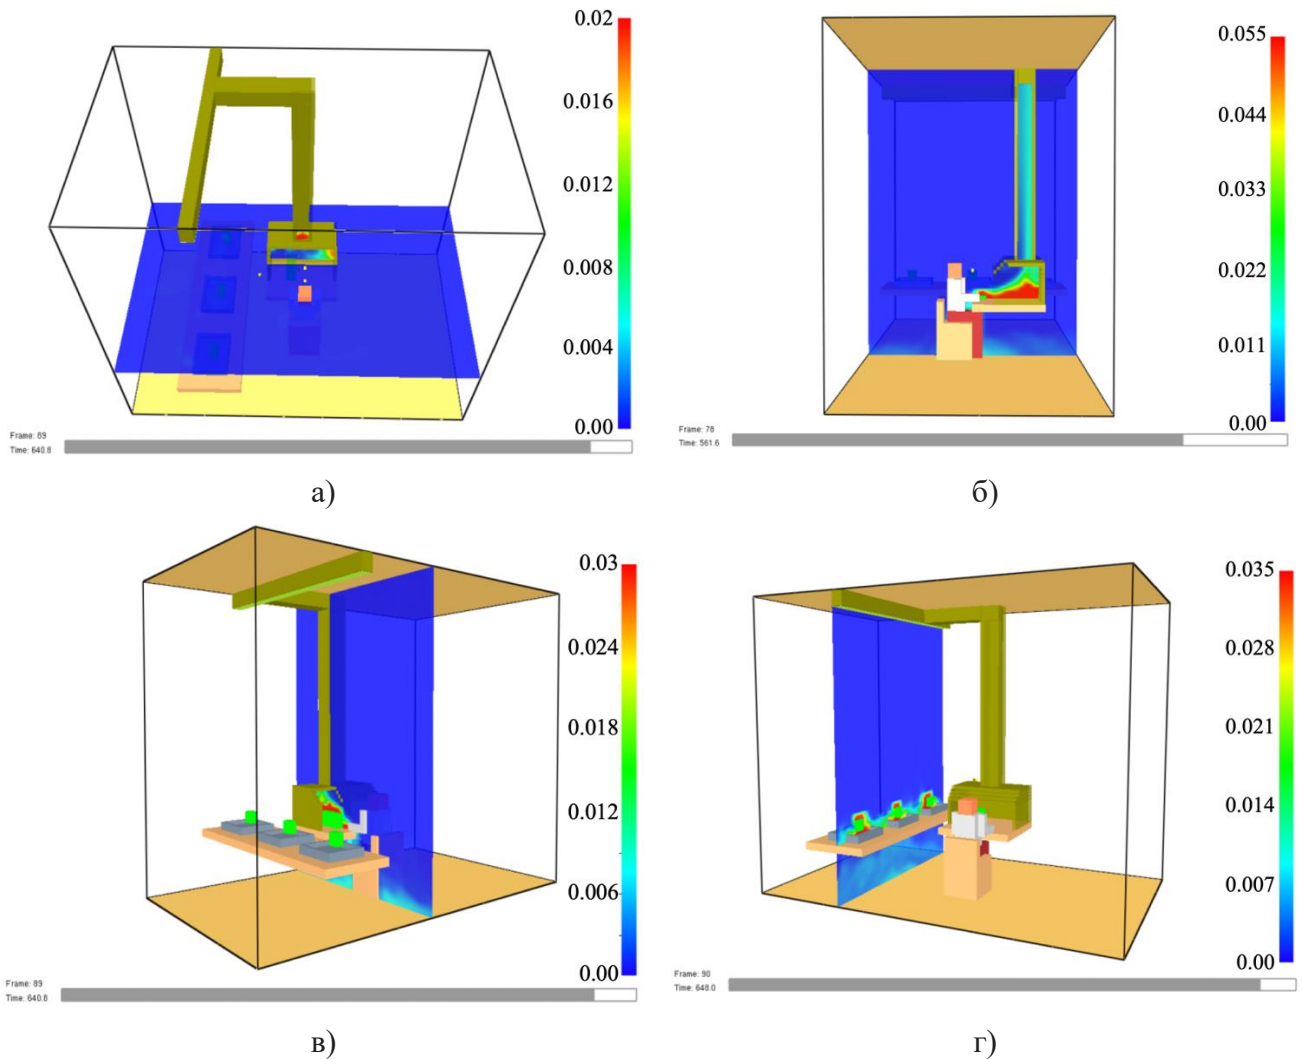 0.02
0.016
0.012
0.008
0.004
0.00
Frame: 89
Time: 640.8
а)
0.055
0.044
0.033
0.022
0.011
0.00
Frame: 78
Time: 561.6
б)
0.03
0.024
0.018
0.012
0.006
0.00
Frame: 89
Time: 640.8
в)
0.035
0.028
0.021
0.014
0.007
0.00
Frame: 90
Time: 648.0
г)